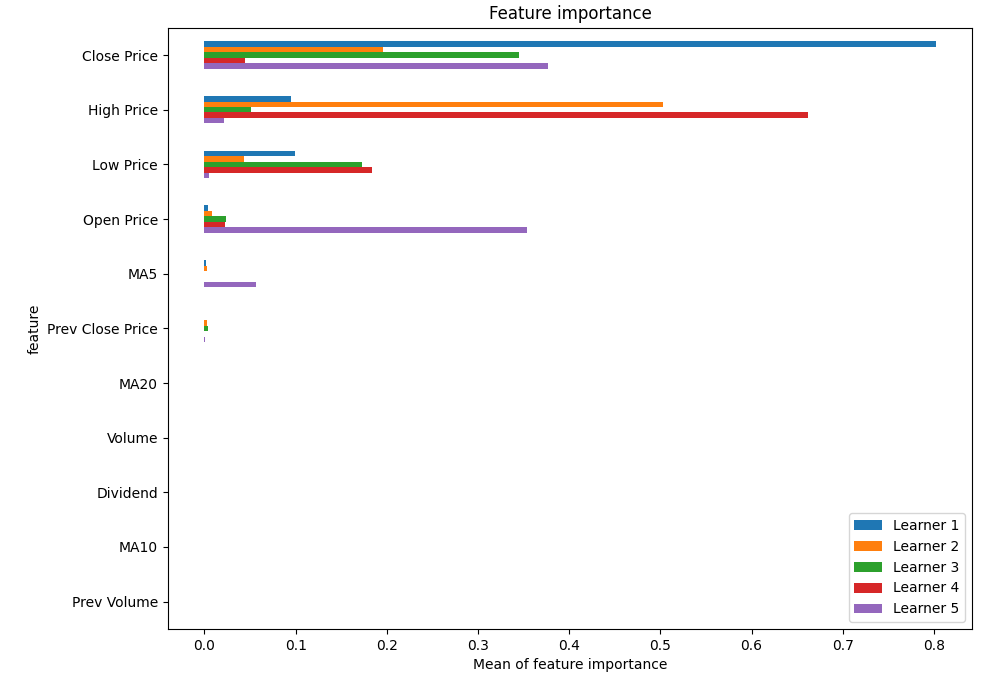 Feature importance
Close Price
High Price
Low Price
Open Price
MA5
Prev Close Price
MA20
Volume
Dividend
MA10
Prev Volume
feature
Learner 1
Learner 2
Learner 3
Learner 4
Learner 5
0.0 0.1 0.2 0.3 0.4 0.5 0.6 0.7 0.8
Mean of feature importance